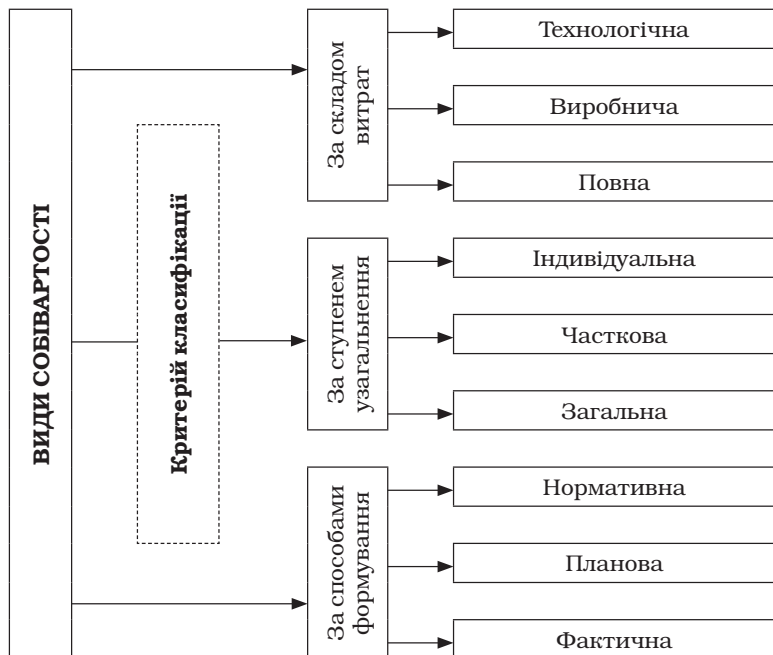 ВИДИ СОБІВАРТОСТІ
Критерій класифікації
За складом
витрат
Технологічна
Виробнича
Повна
За ступенем
узагальнення
Індивідуальна
Часткова
Загальна
За способами
формування
Нормативна
Планова
Фактична